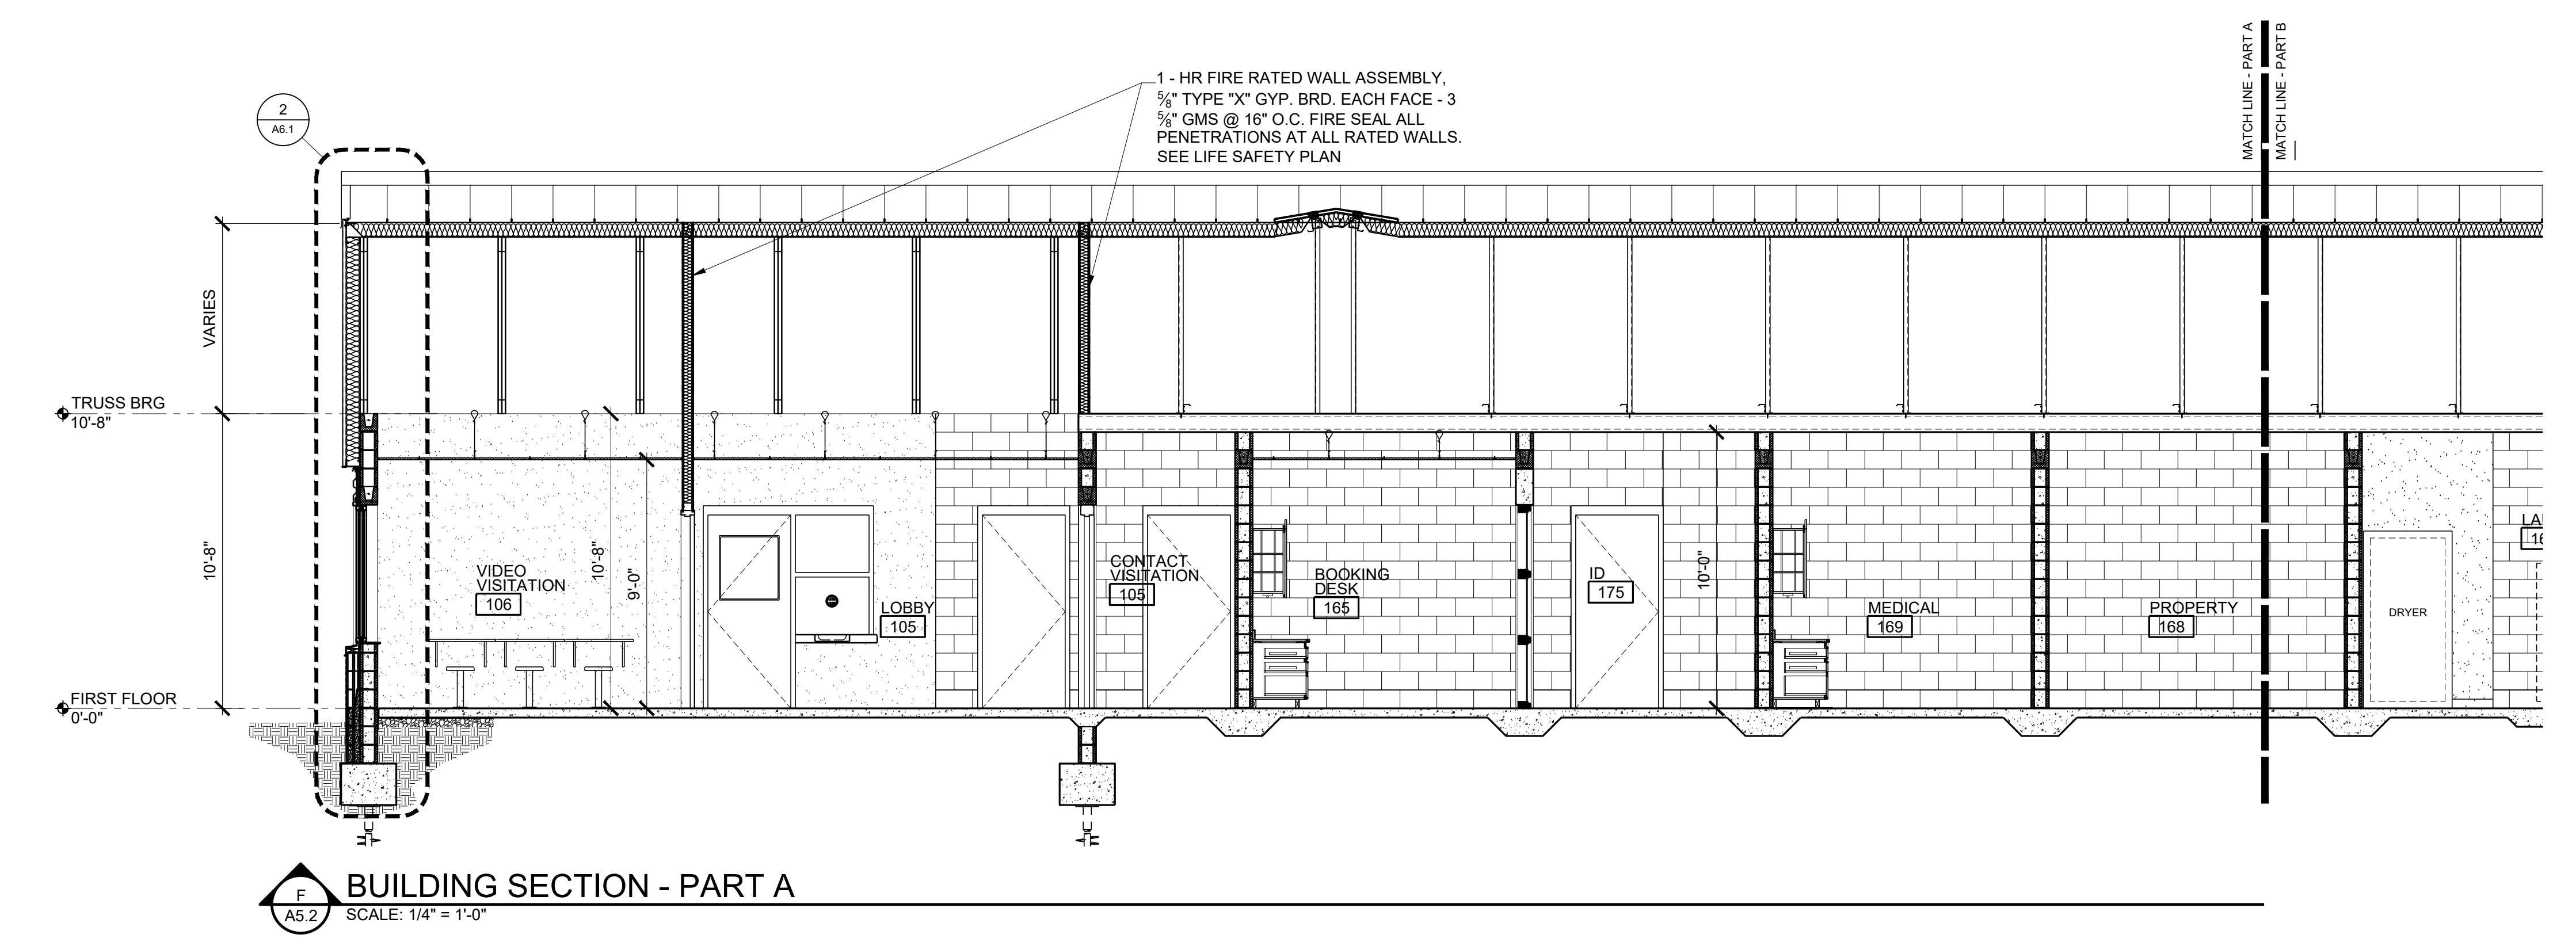 MATCH LINE - PART A
MATCH LINE - PART B
1 - HR FIRE RATED WALL ASSEMBLY,
⅝" TYPE "X" GYP. BRD. EACH FACE - 3
⅝" GMS @ 16" O.C. FIRE SEAL ALL
PENETRATIONS AT ALL RATED WALLS.
SEE LIFE SAFETY PLAN
2
A6.1
VARIES
TRUSS BRG
10'-8"
10'-8"
FIRST FLOOR
0'-0"
VIDEO
VISITATION
106
10'-8"
9'-0"
LOBBY
105
CONTACT
VISITATION
105
BOOKING
DESK
165
ID
175
10'-0"
MEDICAL
169
PROPERTY
168
DRYER
F
A5.2
BUILDING SECTION - PART A
SCALE: 1/4" = 1'-0"